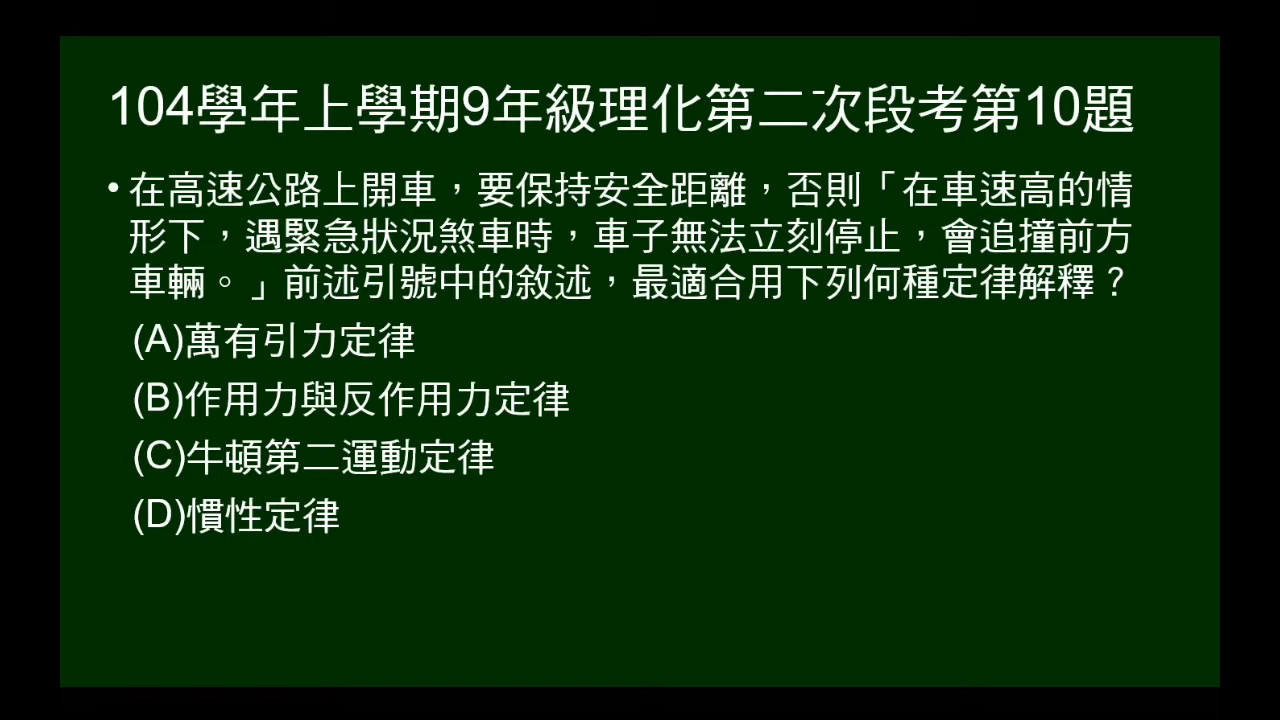 104學年上學期9年級理化第二次段考第10題
•在高速公路上開車，要保持安全距離，否則「在車速高的情
形下，遇緊急狀況煞車時，車子無法立刻停止，會追撞前方
車輛。」前述引號中的敘述，最適合用下列何種定律解釋？
(A)萬有引力定律
(B)作用力與反作用力定律
(C)牛頓第二運動定律
(D)慣性定律